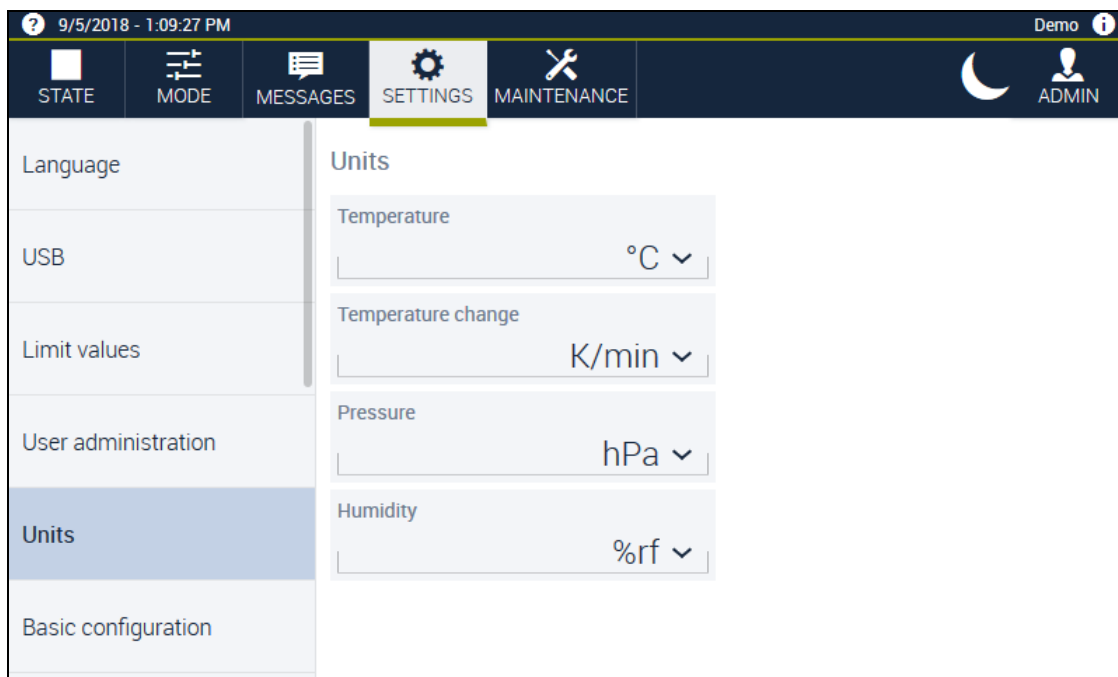 ? 9/5/2018 - 1:09:27 PM Demo i
STATE MODE MESSAGES SETTINGS MAINTENANCE ADMIN
Language
USB
Limit values
User administration
Units
Basic configuration
Units
Temperature
°C
Temperature change
K/min
Pressure
hPa
Humidity
%rf